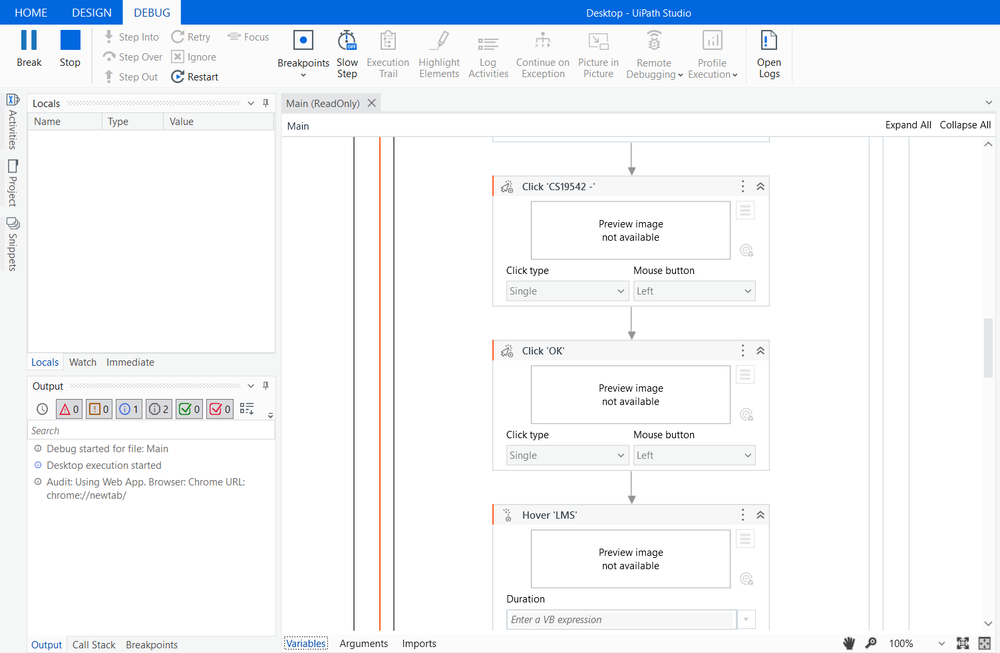 HOME DESIGN DEBUG Desktop - UiPath Studio
Break Stop Step Into Step Over Step Out Retry Ignore Restart Focus
Breakpoints
Slow
Step
Execution
Trail
Highlight
Elements
Log
Activities
Continue on
Exception
Picture in
Picture
Remote
Debugging
Profile
Execution
Open
Logs
OFF
Activities
Project
Snippets
Locals
Name Type Value
Locals Watch Immediate
Output
0 0 1 2 0 0
Search
Debug started for file: Main
Desktop execution started
Audit: Using Web App. Browser: Chrome URL:
chrome://newtab/
Output Call Stack Breakpoints
Main (ReadOnly)
Main Expand All Collapse All
Click 'CS19542 -'
Preview image
not available
Click type Mouse button
Single Left
Click 'OK'
Preview image
not available
Click type Mouse button
Single Left
Hover 'LMS'
Preview image
not available
Duration
Enter a VB expression
Variables Arguments Imports 100%